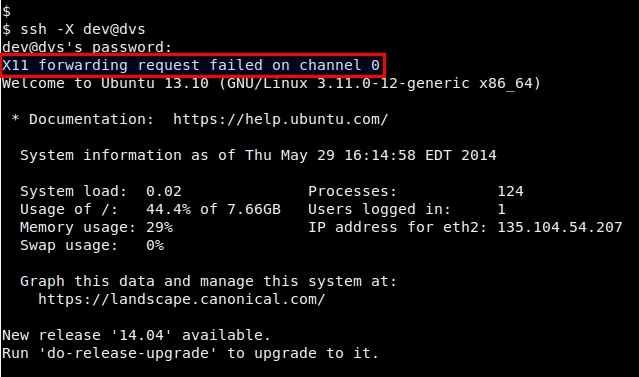 $
$ ssh -X dev@dvs
dev@dvs's password:
X11 forwarding request failed on channel 0
Welcome to Ubuntu 13.10 (GNU/Linux 3.11.0-12-generic x86_64)
* Documentation:  https://help.ubuntu.com/
System information as of Thu May 29 16:14:58 EDT 2014
System load:  0.02              Processes:           124
Usage of /:   44.4% of 7.66GB   Users logged in:     1
Memory usage: 29%               IP address for eth2: 135.104.54.207
Swap usage:   0%
Graph this data and manage this system at:
https://landscape.canonical.com/
New release '14.04' available.
Run 'do-release-upgrade' to upgrade to it.